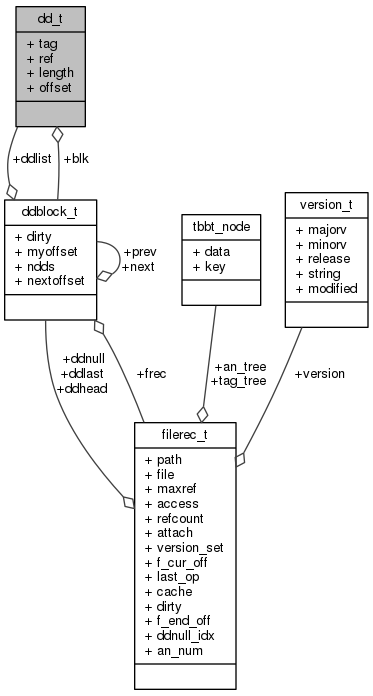 dd_t
+ tag
+ ref
+ length
+ offset
+ddlist
+blk
ddblock_t
+ dirty
+ myoffset
+ ndds
+ nextoffset
+prev
+next
tbbt_node
+ data
+ key
version_t
+ majorv
+ minorv
+ release
+ string
+ modified
+ddnull
+ddlast
+ddhead
+frec
+an_tree
+tag_tree
+version
filerec_t
+ path
+ file
+ maxref
+ access
+ refcount
+ attach
+ version_set
+ f_cur_off
+ last_op
+ cache
+ dirty
+ f_end_off
+ ddnull_idx
+ an_num